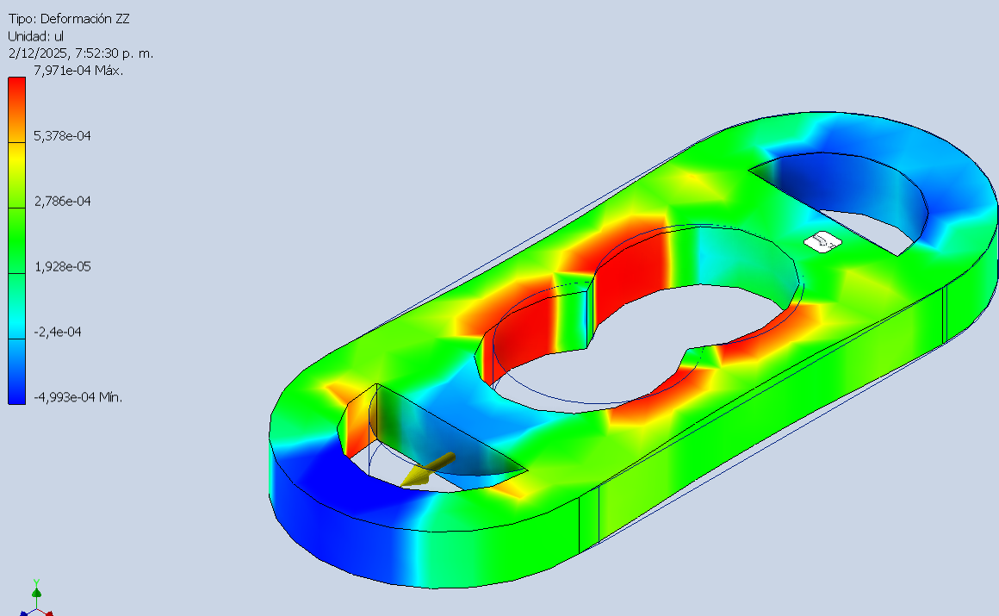 Tipo: Deformación ZZ
Unidad: ul
2/12/2025, 7:52:30 p. m.
7,971e-04 Máx.
5,378e-04
2,786e-04
1,928e-05
-2,4e-04
-4,993e-04 Mín.
Y